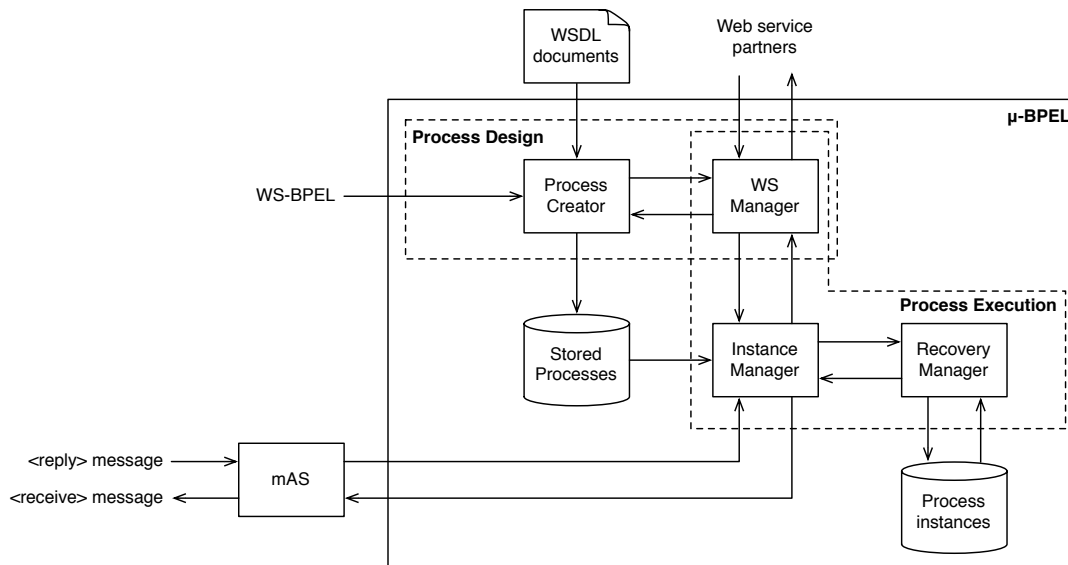 WSDL
documents
Web service
partners
µ-BPEL
Process Design
WS-BPEL
Process
Creator
WS
Manager
Process Execution
Stored
Processes
Instance
Manager
Recovery
Manager
<reply> message
<receive> message
mAS
Process
instances